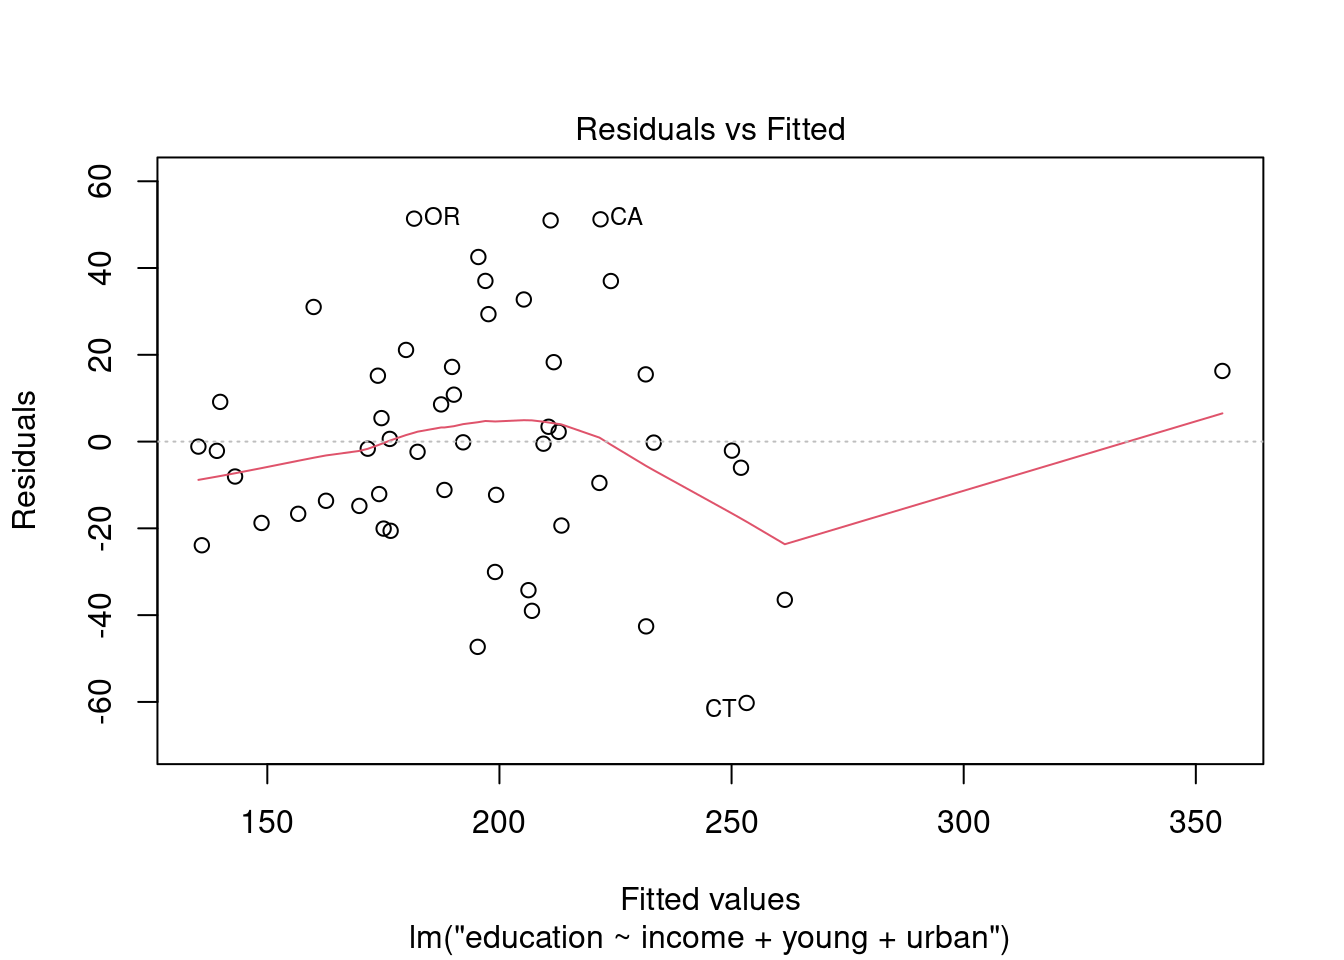 Residuals vs Fitted
Residuals
60
40
20
0
-20
-40
-60
OR
CA
CT
150
200
250
300
350
Fitted values
lm("education ~ income + young + urban")